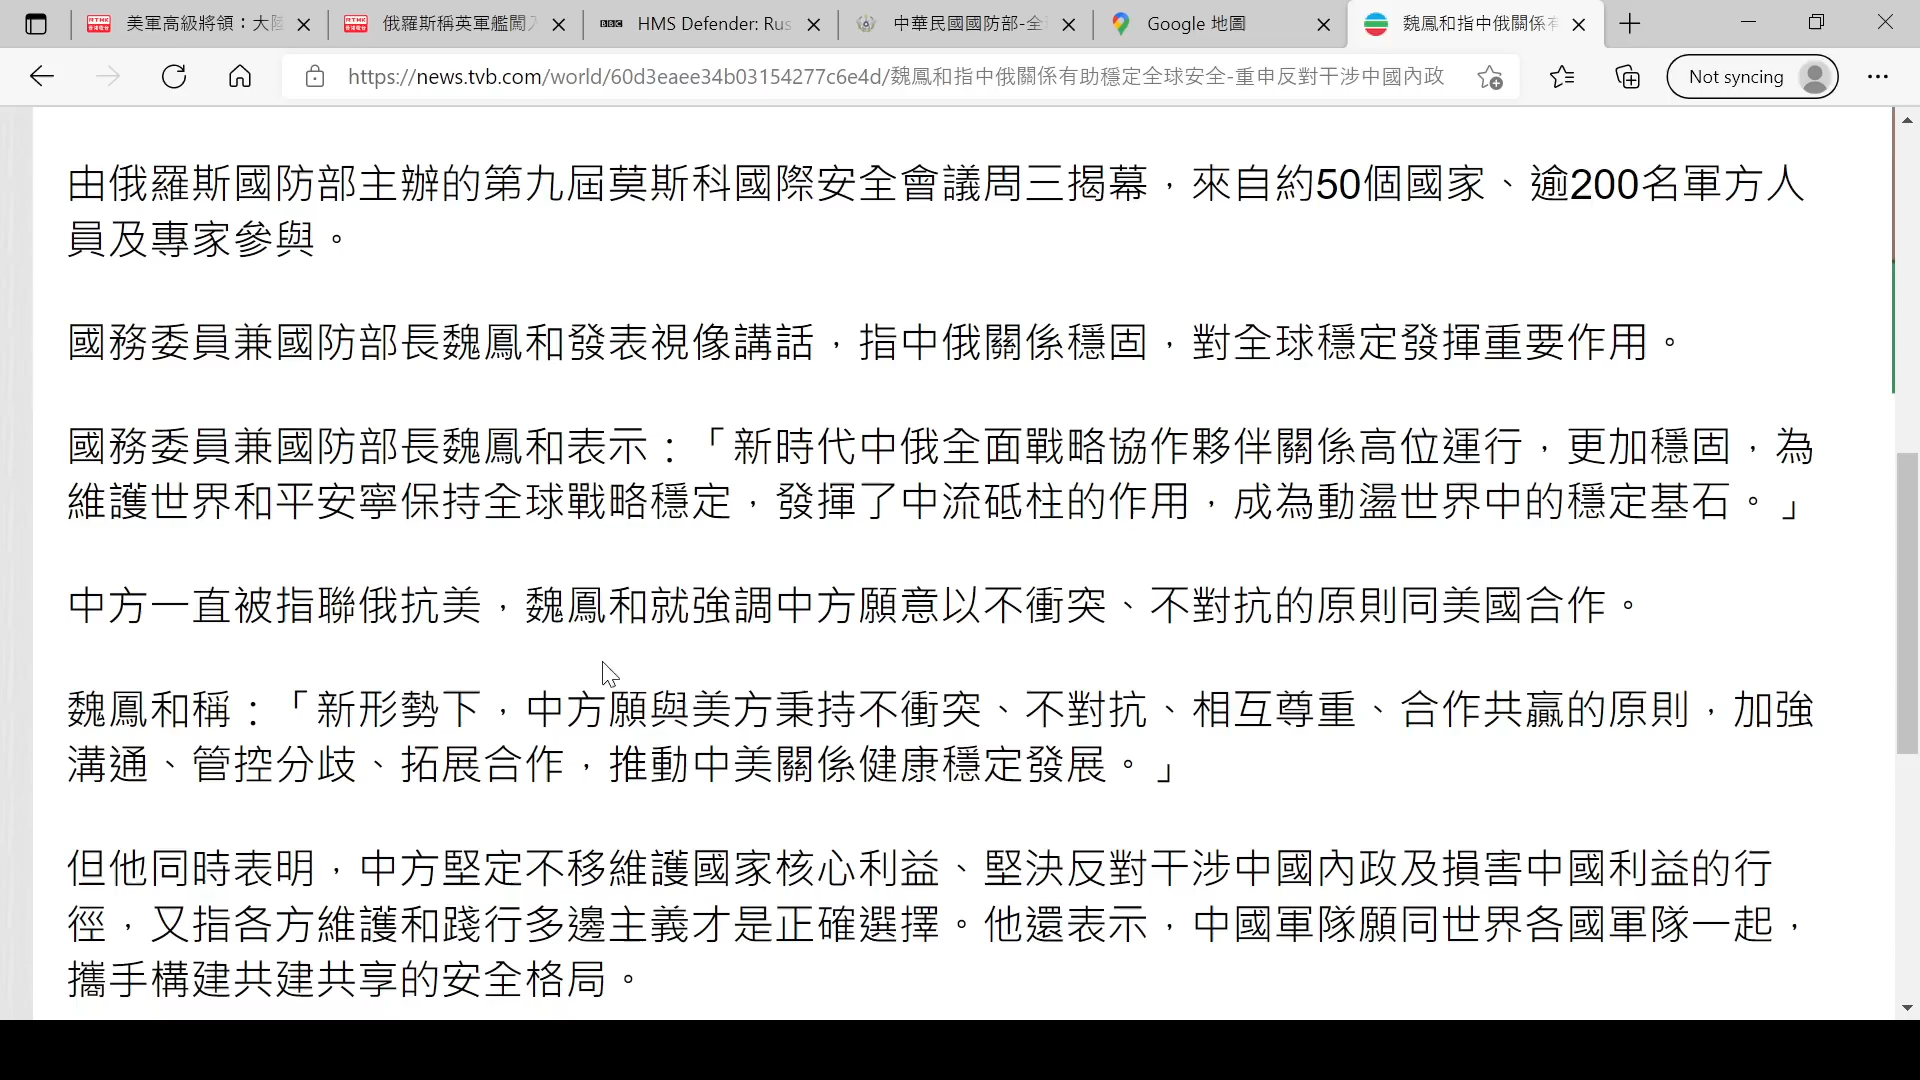 美軍高級將領：大陸
俄羅斯稱英軍艦闖入
BBC
HMS Defender: Rus
中華民國國防部-全
Google 地圖
魏鳳和指中俄關係有
https://news.tvb.com/world/60d3eaee34b03154277c6e4d/魏鳳和指中俄關係有助穩定全球安全-重申反對干涉中國內政
Not syncing
由俄羅斯國防部主辦的第九屆莫斯科國際安全會議周三揭幕，來自約50個國家、逾200名軍方人
員及專家參與。
國務委員兼國防部長魏鳳和發表視像講話，指中俄關係穩固，對全球穩定發揮重要作用。
國務委員兼國防部長魏鳳和表示：「新時代中俄全面戰略協作夥伴關係高位運行，更加穩固，為
維護世界和平安寧保持全球戰略穩定，發揮了中流砥柱的作用，成為動盪世界中的穩定基石。」
中方一直被指聯俄抗美，魏鳳和就強調中方願意以不衝突、不對抗的原則同美國合作。
魏鳳和稱：「新形勢下，中方願與美方秉持不衝突、不對抗、相互尊重、合作共贏的原則，加強
溝通、管控分歧、拓展合作，推動中美關係健康穩定發展。」
但他同時表明，中方堅定不移維護國家核心利益、堅決反對干涉中國內政及損害中國利益的行
徑，又指各方維護和踐行多邊主義才是正確選擇。他還表示，中國軍隊願同世界各國軍隊一起，
攜手構建共建共享的安全格局。